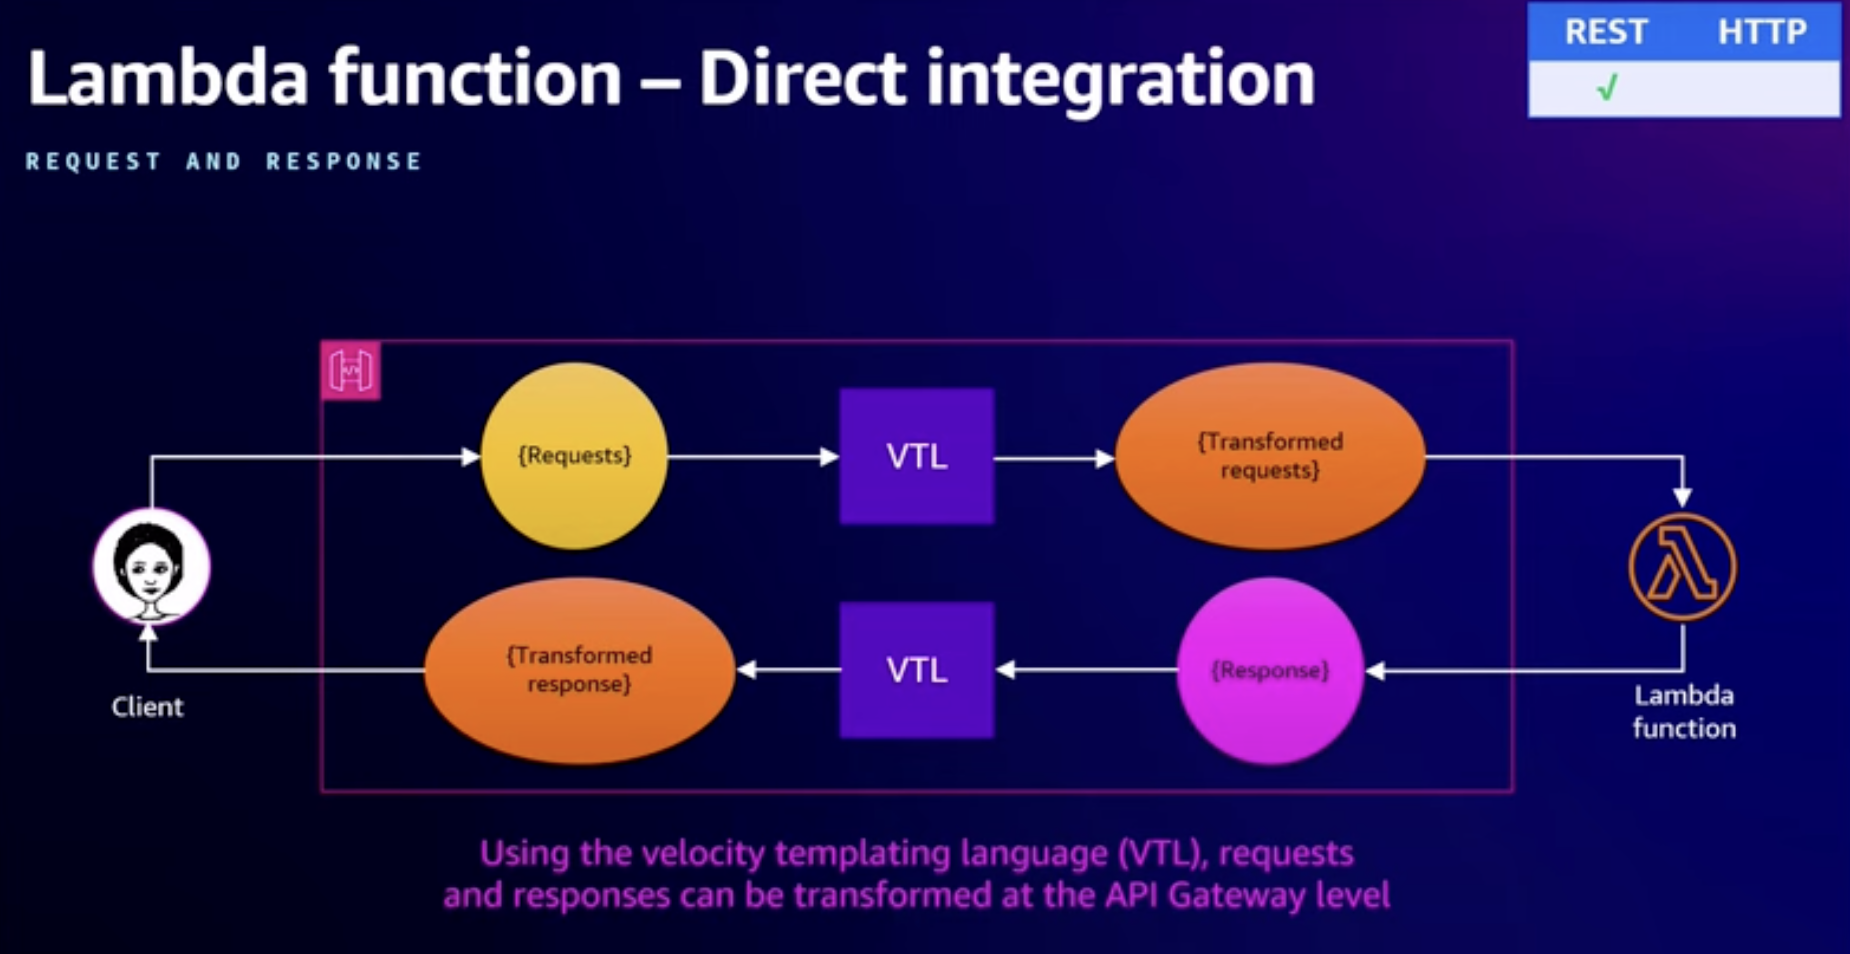 Lambda function – Direct integration
REST HTTP
√
REQUEST AND RESPONSE
{Requests}
VTL
{Transformed
requests}
{Transformed
response}
VTL
{Response}
Client
Lambda
function
Using the velocity templating language (VTL), requests
and responses can be transformed at the API Gateway level